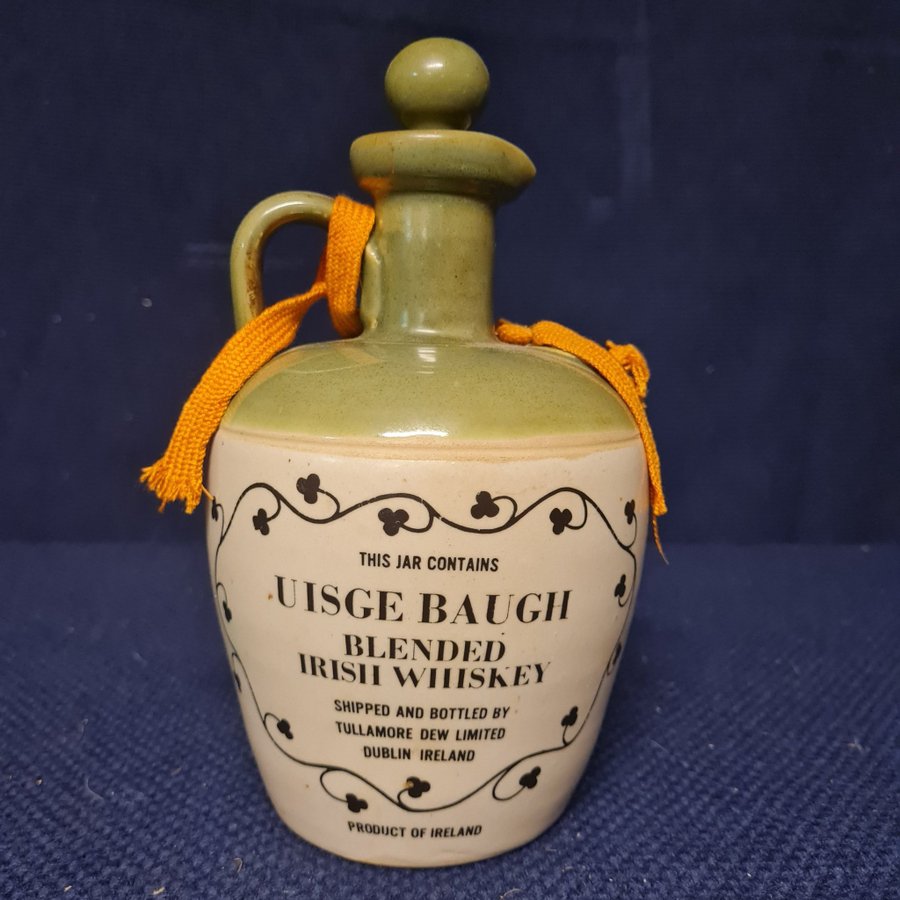 THIS JAR CONTAINS
UISGE BAUGH
BLENDED
IRISH WHISKEY
SHIPPED AND BOTTLED BY
TULLAMORE DEW LIMITED
DUBLIN IRELAND
PRODUCT OF IRELAND